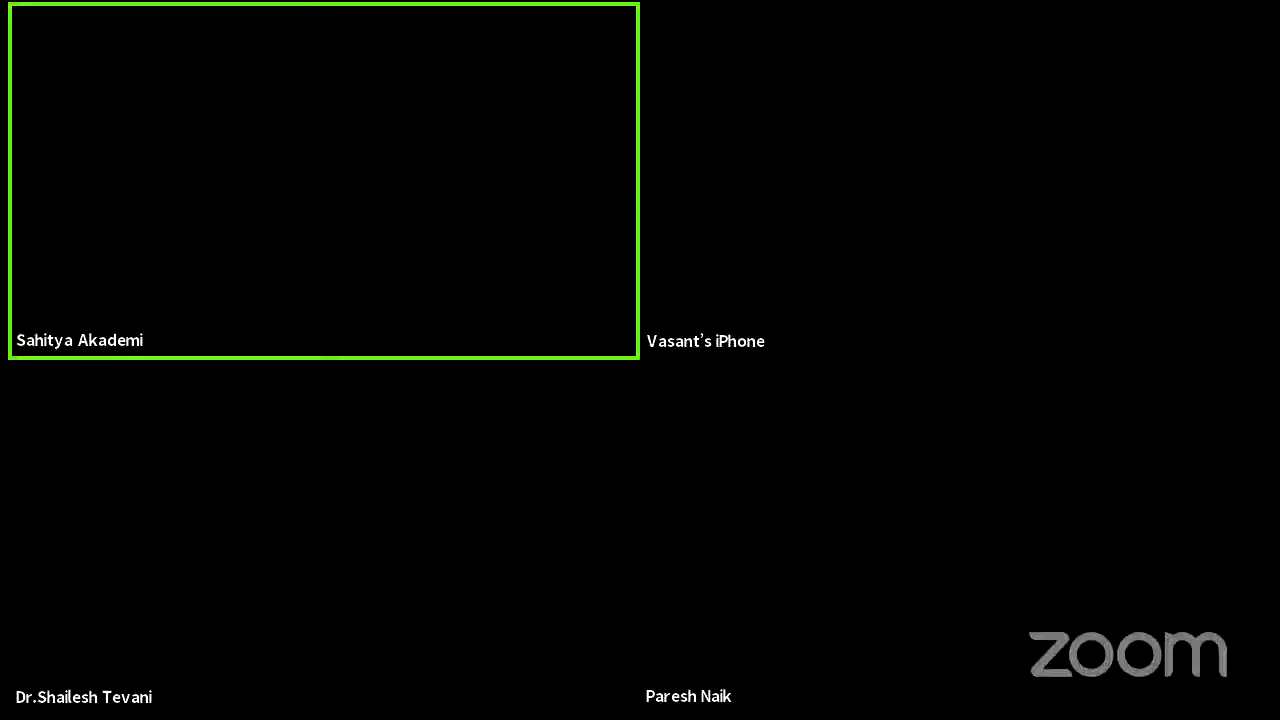 Sahitya Akademi
Vasant’s iPhone
zoom
Dr.Shailesh Tevani
Paresh Naik